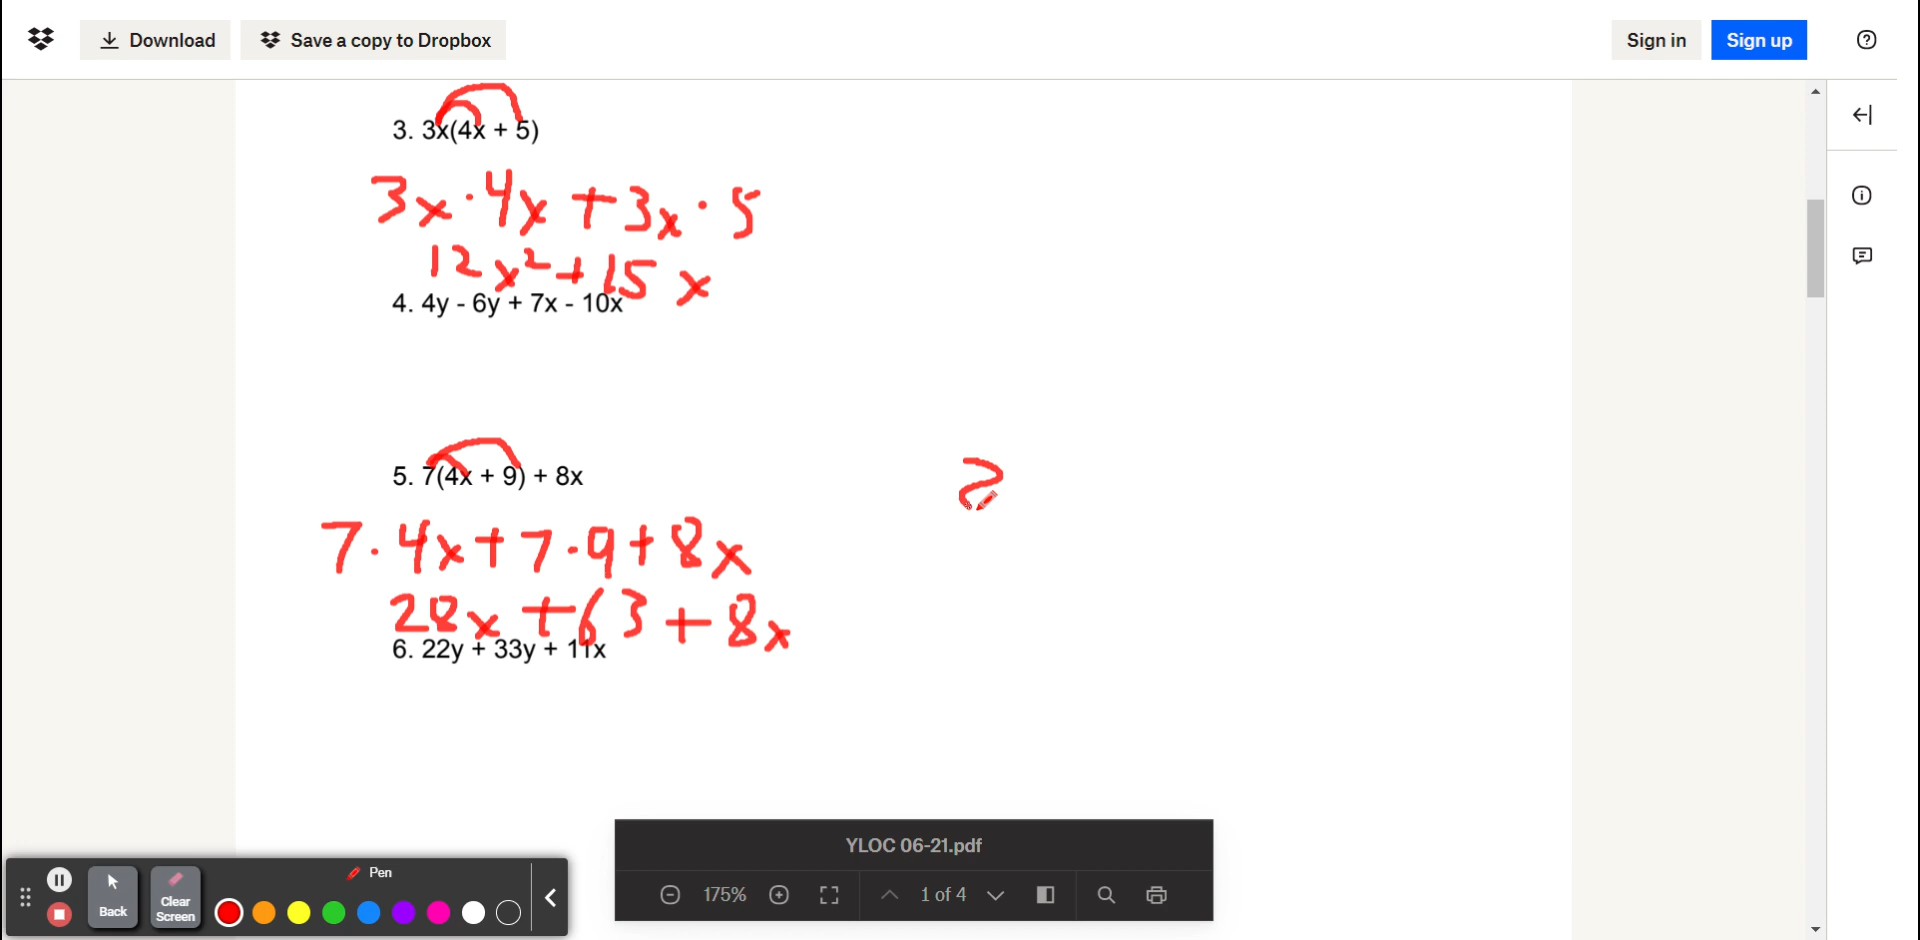 Download
Save a copy to Dropbox
Sign in
Sign up
3. 3x(4x + 5)
3x·4x+3x·5
12x²+15x
4. 4y - 6y + 7x - 10x
5. 7(4x + 9) + 8x
7·4x+7·9+8x
28x+63+8x
6. 22y + 33y + 11x
YLOC 06-21.pdf
175%
1 of 4
Pen
Back
Clear
Screen